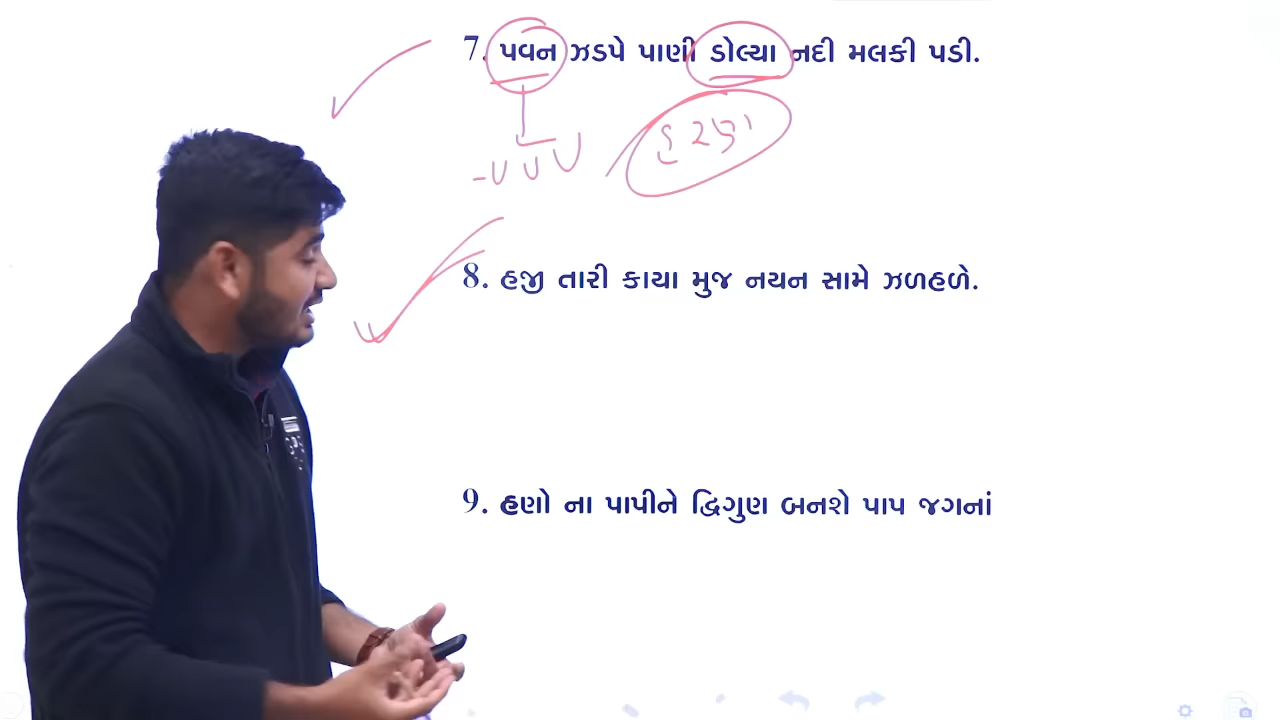 7. પવન ઝડપે પાણી ડોલ્યા નદી મલકી પડી.
8. હજી તારી કાયા મુજ નયન સામે ઝળહળે.
9. હણો ના પાપીને દ્વિગુણ બનશે પાપ જગનાં